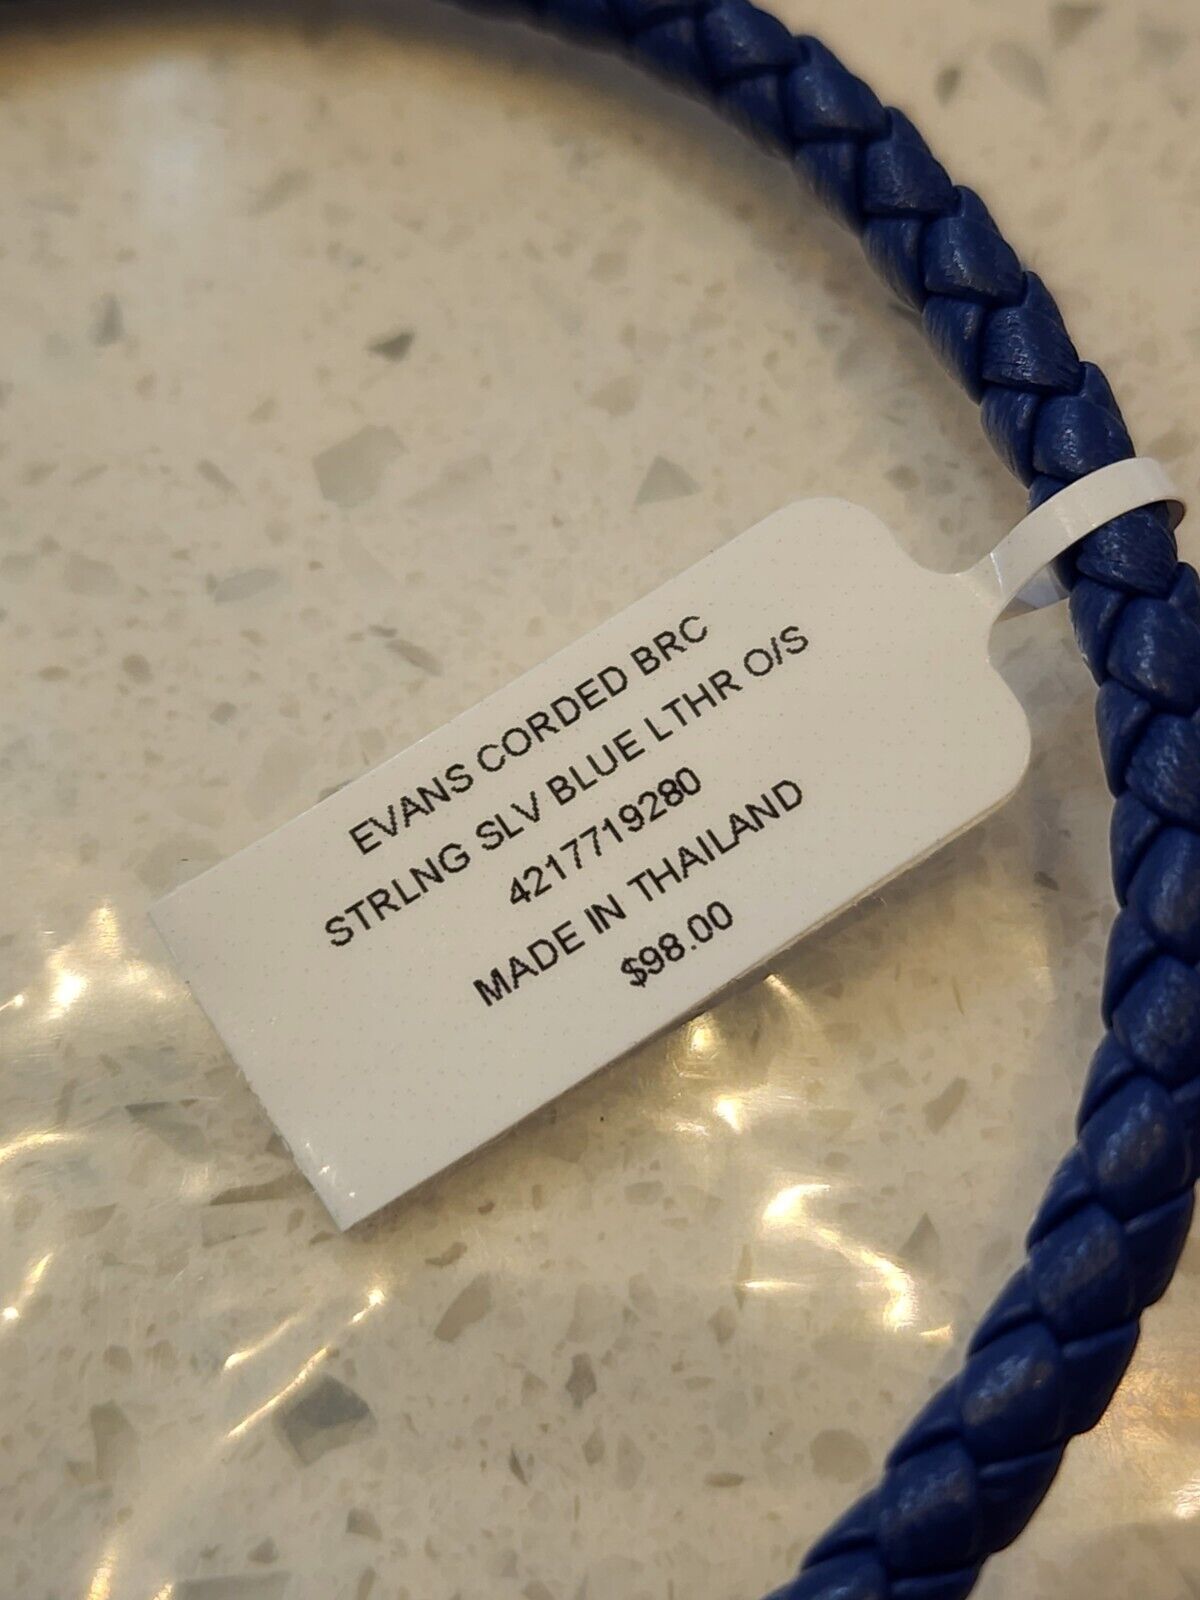 EVANS CORDED BRC
STRLNG SLV BLUE LTHR O/S
4217719280
MADE IN THAILAND
$98.00